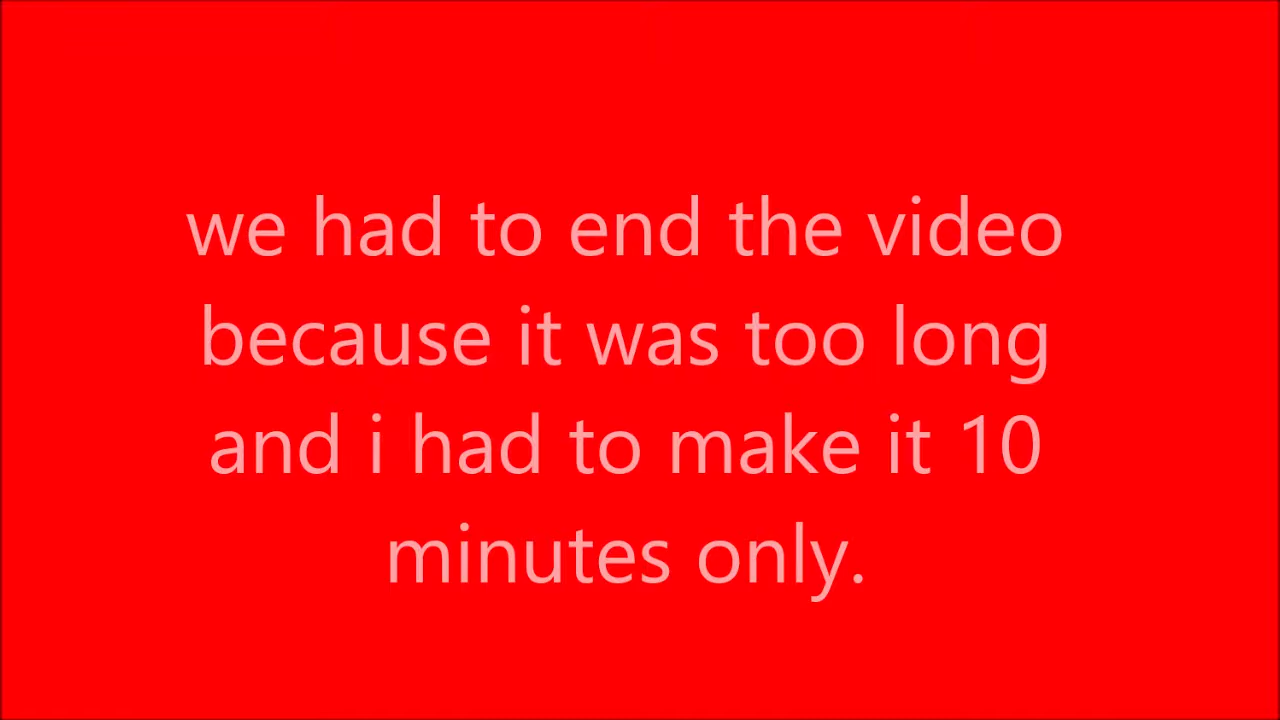 we had to end the video
because it was too long
and i had to make it 10
minutes only.